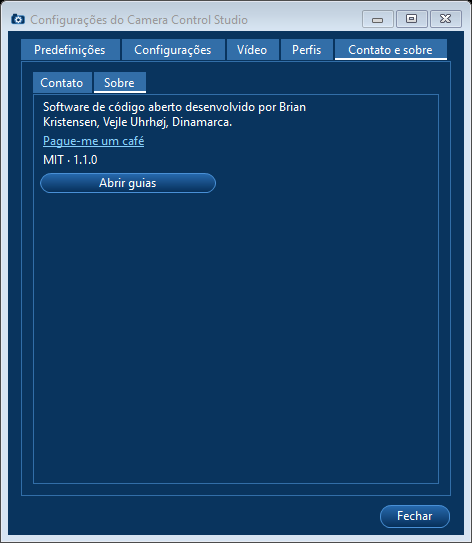 Configurações do Camera Control Studio
Predefinições
Configurações
Vídeo
Perfis
Contato e sobre
Contato
Sobre
Software de código aberto desenvolvido por Brian
Kristensen, Vejle Uhrhøj, Dinamarca.
Pague-me um café
MIT · 1.1.0
Abrir guias
Fechar